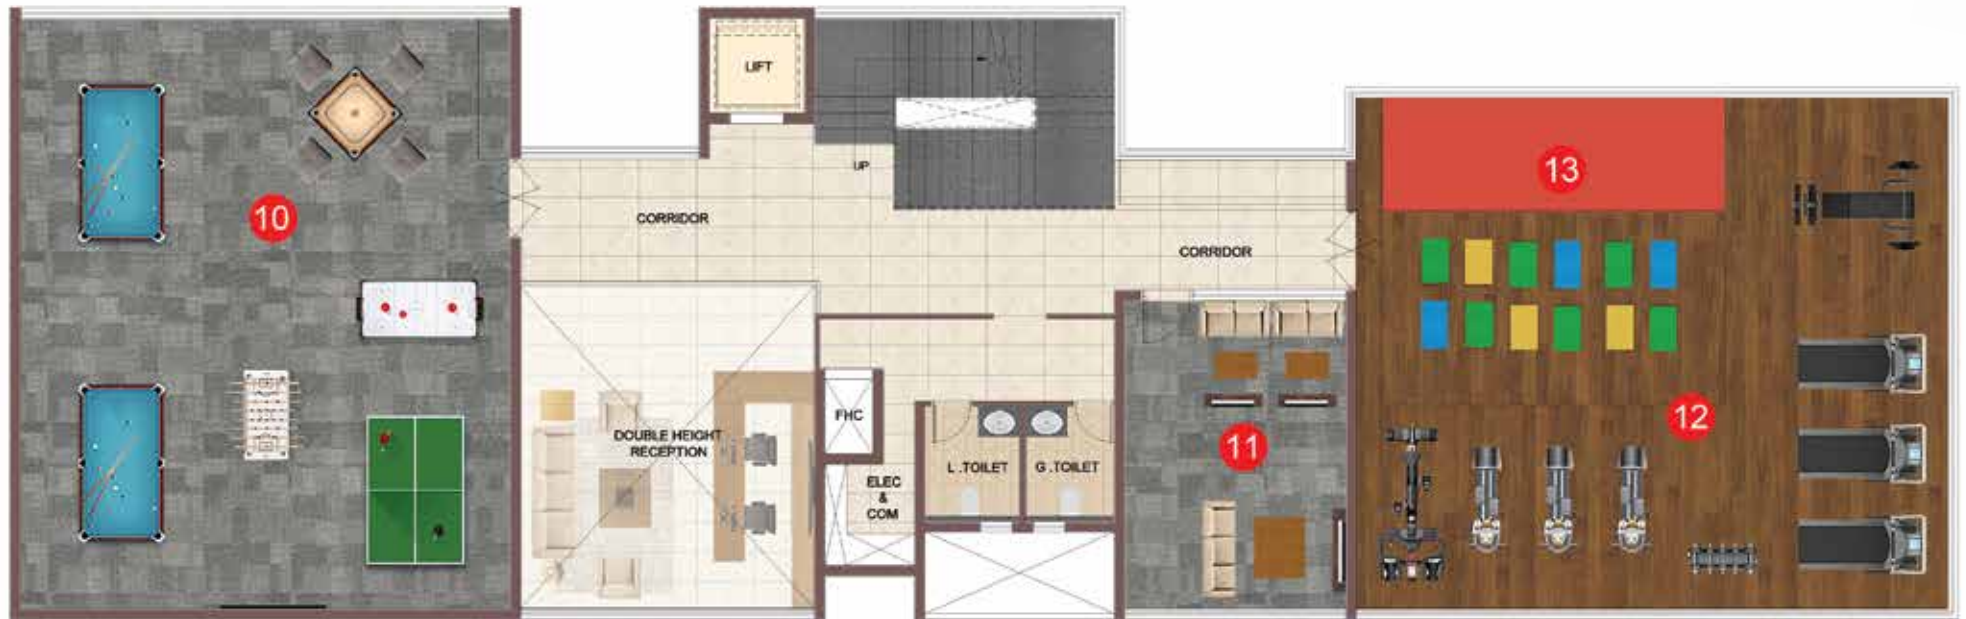 LIFT
UP
13
10
CORRIDOR
CORRIDOR
12
FHC
DOUBLE HEIGHT
RECEPTION
11
L .TOILET
G .TOILET
ELEC
&
COM